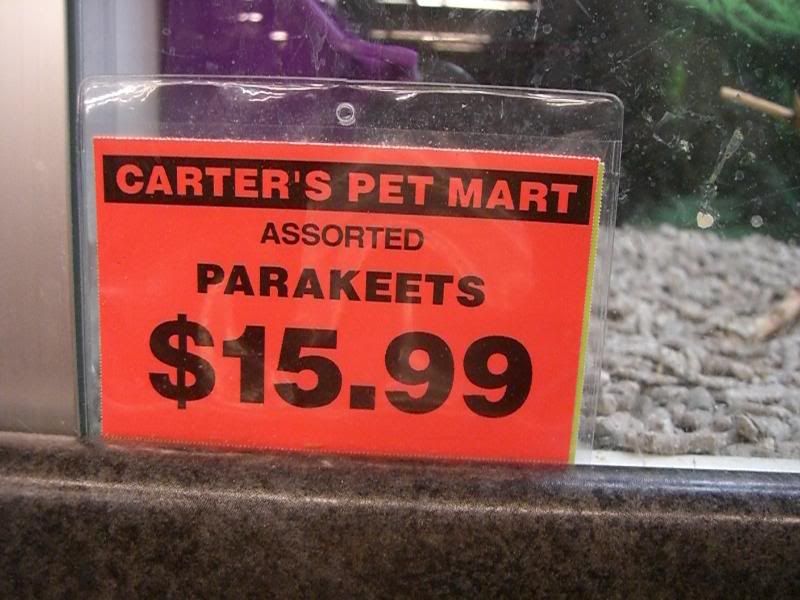 CARTER'S PET MART
ASSORTED
PARAKEETS
$15.99